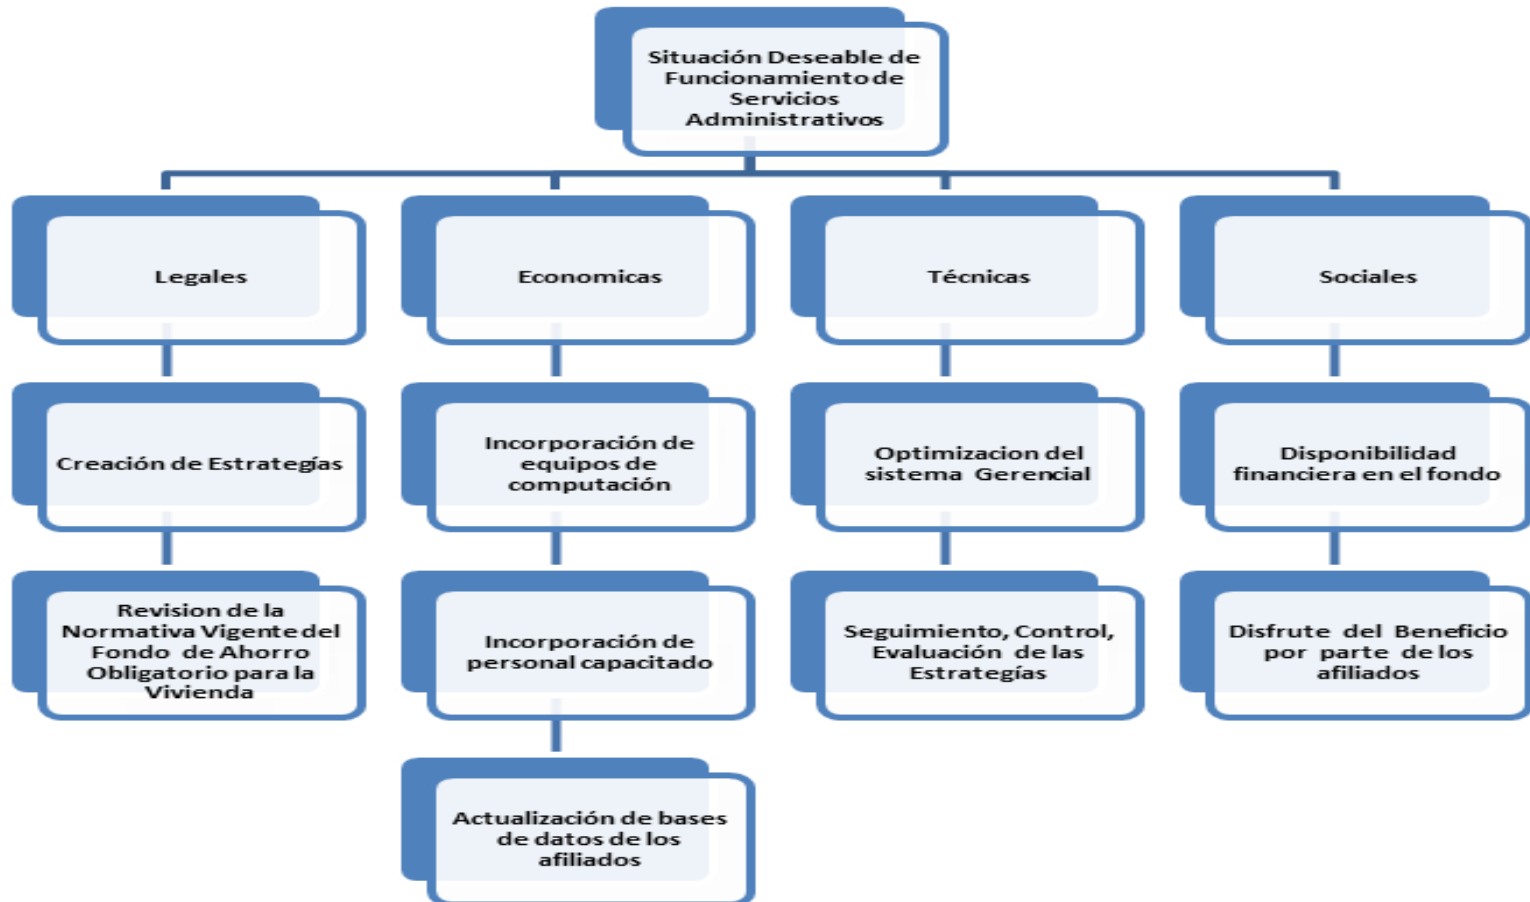 Situación Deseable de
Funcionamiento de
Servicios
Administrativos
Legales
Economicas
Técnicas
Sociales
Creación de Estrategías
Incorporación de
equipos de
computación
Optimizacion del
sistema Gerencial
Disponibilidad
financiera en el fondo
Revision de la
Normativa Vigente del
Fondo de Ahorro
Obligatorio para la
Vivienda
Incorporación de
personal capacitado
Seguimiento, Control,
Evaluación de las
Estrategías
Disfrute del Beneficio
por parte de los
afiliados
Actualización de bases
de datos de los
afiliados